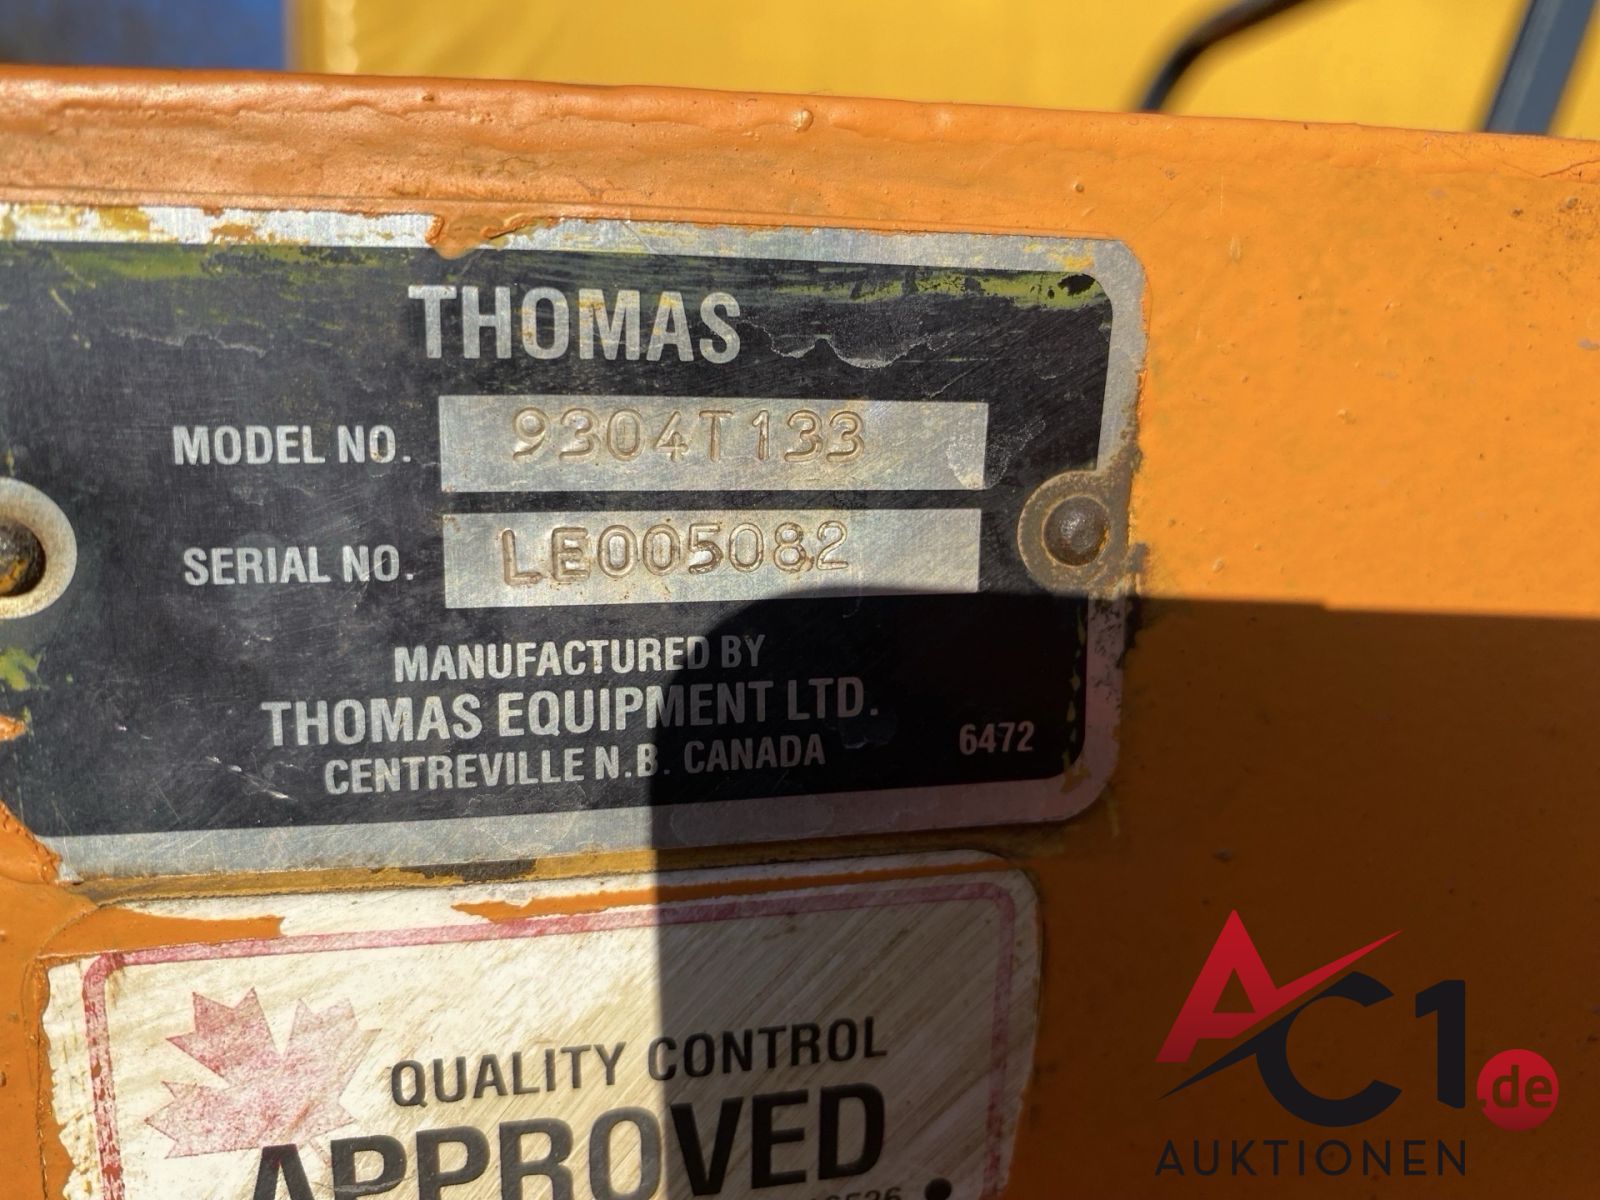 THOMAS
MODEL NO. 9304T133
SERIAL NO. LE005082
MANUFACTURED BY
THOMAS EQUIPMENT LTD.
CENTREVILLE N.B. CANADA 6472
QUALITY CONTROL
APPROVED
AC1.de
AUKTIONEN